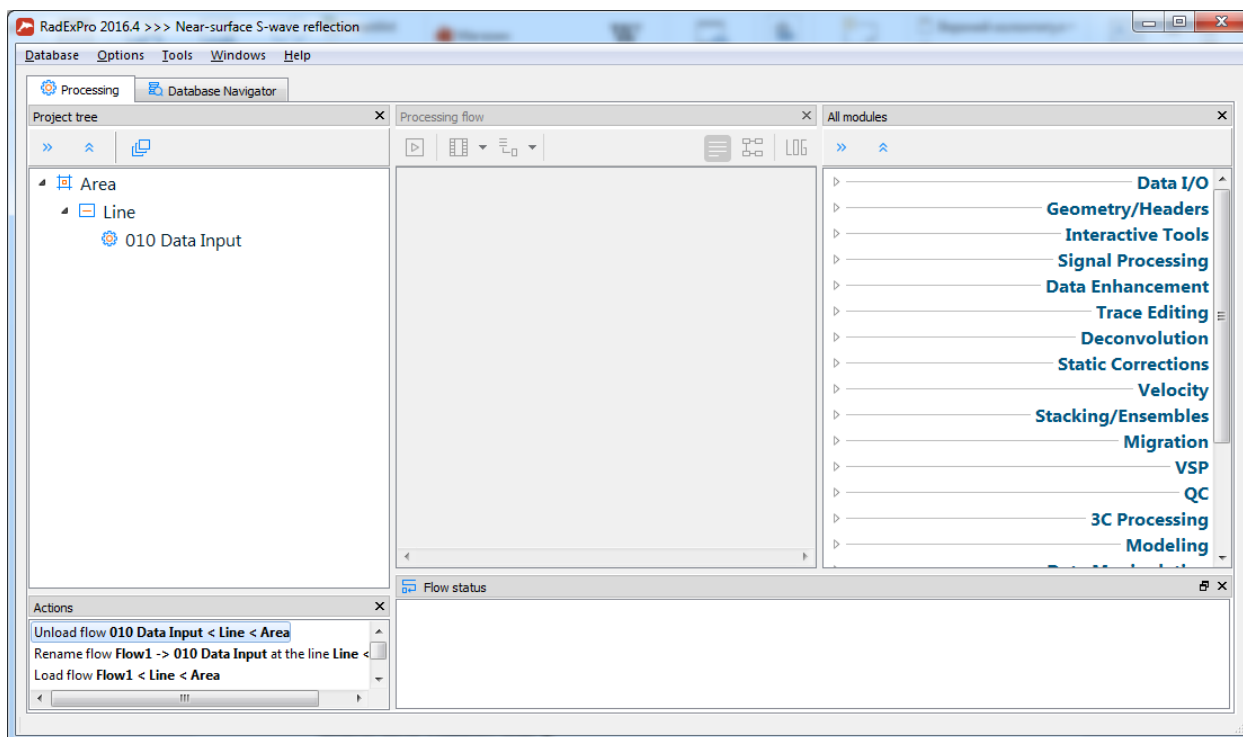 RadExPro 2016.4 >>> Near-surface S-wave reflection
Database Options Tools Windows Help
Processing Database Navigator
Project tree
Area
Line
010 Data Input
Processing flow
LOG
All modules
Data I/O
Geometry/Headers
Interactive Tools
Signal Processing
Data Enhancement
Trace Editing
Deconvolution
Static Corrections
Velocity
Stacking/Ensembles
Migration
VSP
QC
3C Processing
Modeling
Actions
Unload flow 010 Data Input < Line < Area
Rename flow Flow1 -> 010 Data Input at the line Line <
Load flow Flow1 < Line < Area
Flow status